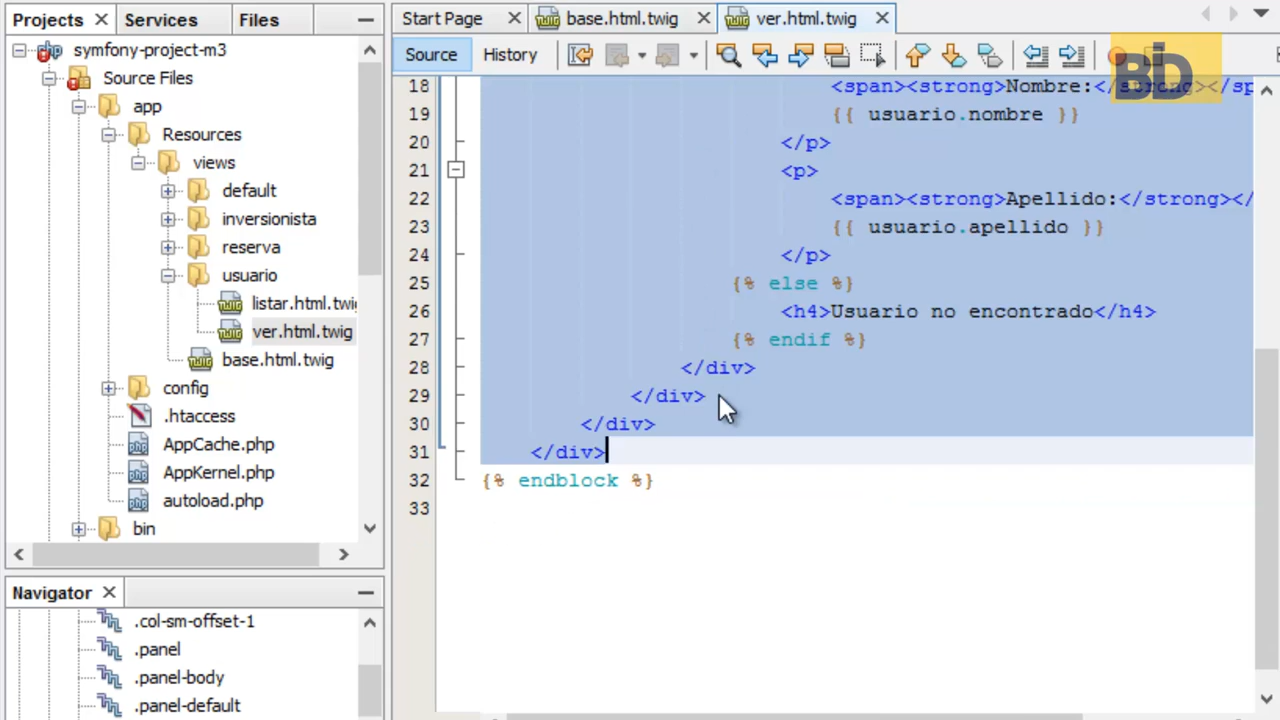 Projects
Services
Files
symfony-project-m3
Source Files
app
Resources
views
default
inversionista
reserva
usuario
listar.html.twig
ver.html.twig
base.html.twig
config
.htaccess
AppCache.php
AppKernel.php
autoload.php
bin
Navigator
.col-sm-offset-1
.panel
.panel-body
.panel-default
Start Page
base.html.twig
ver.html.twig
Source
History
BD
18 <span><strong>Nombre:</strong></sp
19 {{ usuario.nombre }}
20 </p>
21 <p>
22 <span><strong>Apellido:</strong></
23 {{ usuario.apellido }}
24 </p>
25 {% else %}
26 <h4>Usuario no encontrado</h4>
27 {% endif %}
28 </div>
29 </div>
30 </div>
31 </div>
32 {% endblock %}
33